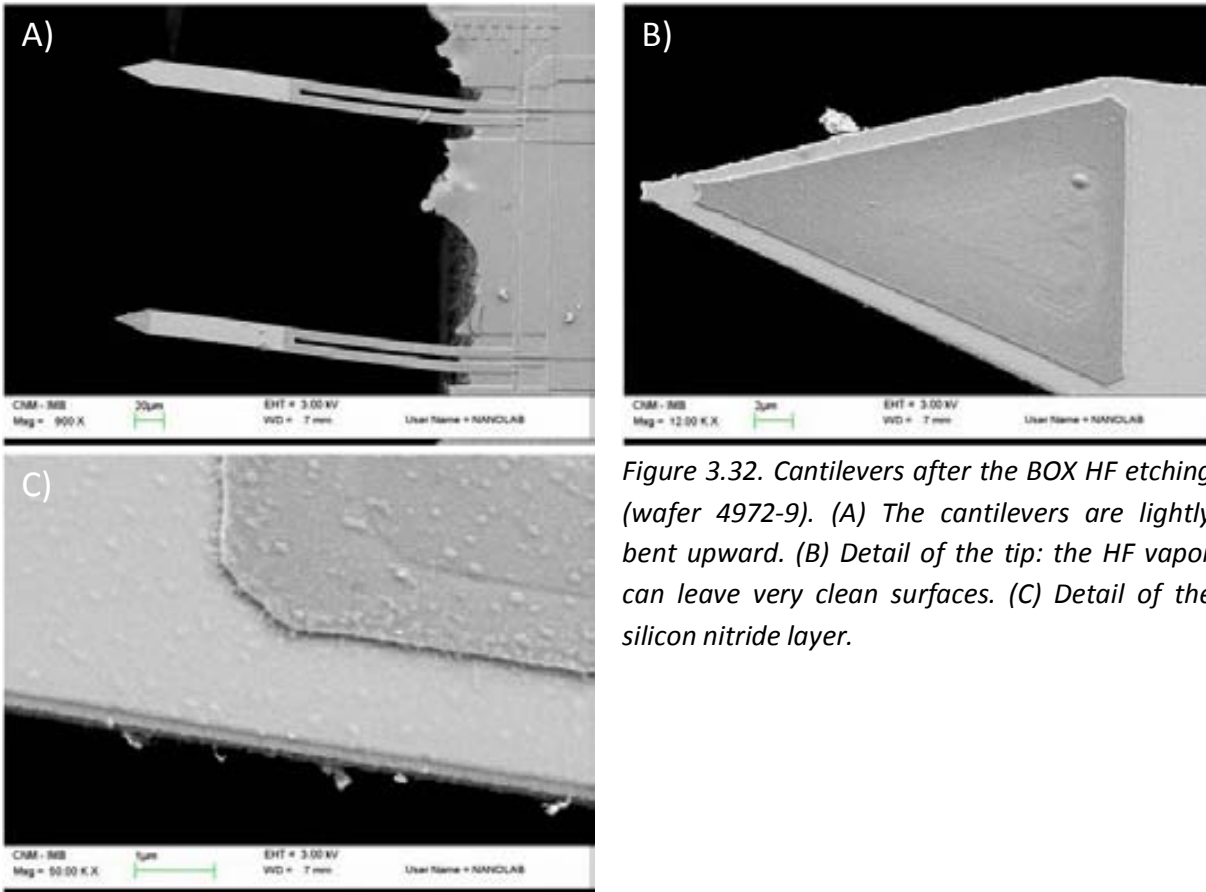 A)
CNM - IMB
Mag = 900 X
20µm
EHT = 3.00 kV
WD = 7 mm
User Name = NANOLAB
B)
CNM - IMB
Mag = 12.00 K X
2µm
EHT = 3.00 kV
WD = 7 mm
User Name = NANOLAB
C)
CNM - IMB
Mag = 50.00 K X
1µm
EHT = 3.00 kV
WD = 7 mm
User Name = NANOLAB
Figure 3.32. Cantilevers after the BOX HF etching
(wafer 4972-9). (A) The cantilevers are lightly
bent upward. (B) Detail of the tip: the HF vapor
can leave very clean surfaces. (C) Detail of the
silicon nitride layer.